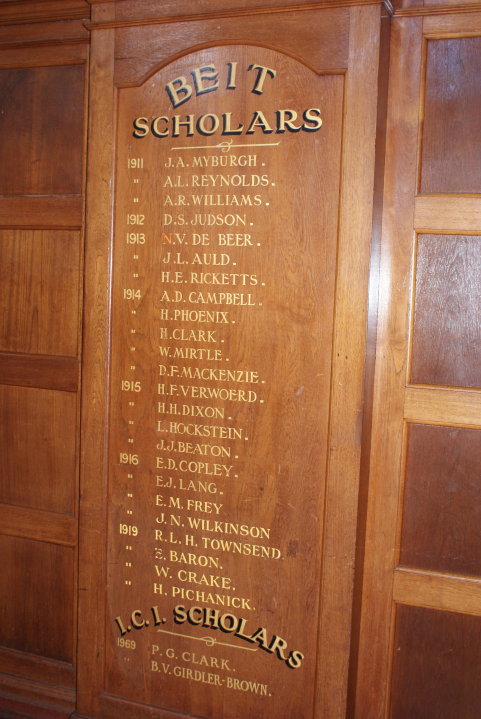 BEIT
SCHOLARS
1911 J.A. MYBURGH.
" A.L. REYNOLDS.
" A.R. WILLIAMS.
1912 D.S. JUDSON.
1913 N.V. DE BEER.
" J.L. AULD.
" H.E. RICKETTS.
1914 A.D. CAMPBELL.
" H. PHOENIX.
" H. CLARK.
" W. MIRTLE.
" D.F. MACKENZIE.
1915 H.F. VERWOERD.
" H.H. DIXON.
" L. HOCKSTEIN.
" J.J. BEATON.
1916 E.D. COPLEY.
" E.J. LANG.
" E.M. FREY
" J.N. WILKINSON
1919 R.L.H. TOWNSEND.
" E. BARON.
" W. CRAKE.
" H. PICHANICK.
I.C.I. SCHOLARS
1969 P.G. CLARK.
" B.V. GIRDLER-BROWN.